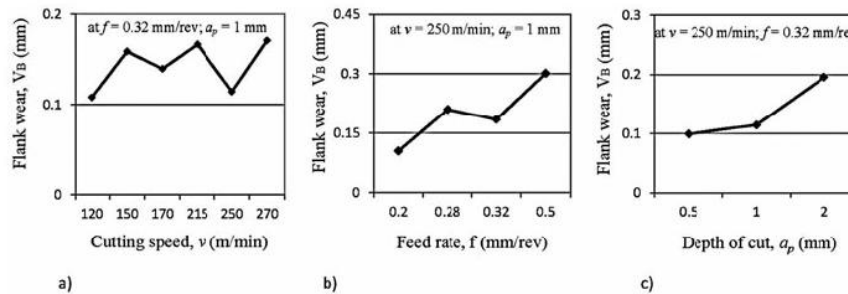 at f = 0.32 mm/rev; ap = 1 mm
Flank wear, VB (mm)
0.2
0.1
0
120 150 170 215 250 270
Cutting speed, v (m/min)
a)
at v = 250 m/min; ap = 1 mm
Flank wear, VB (mm)
0.45
0.3
0.15
0
0.2 0.28 0.32 0.5
Feed rate, f (mm/rev)
b)
at v = 250 m/min; f = 0.32 mm/re
Flank wear, VB (mm)
0.3
0.2
0.1
0
0.5 1 2
Depth of cut, ap (mm)
c)